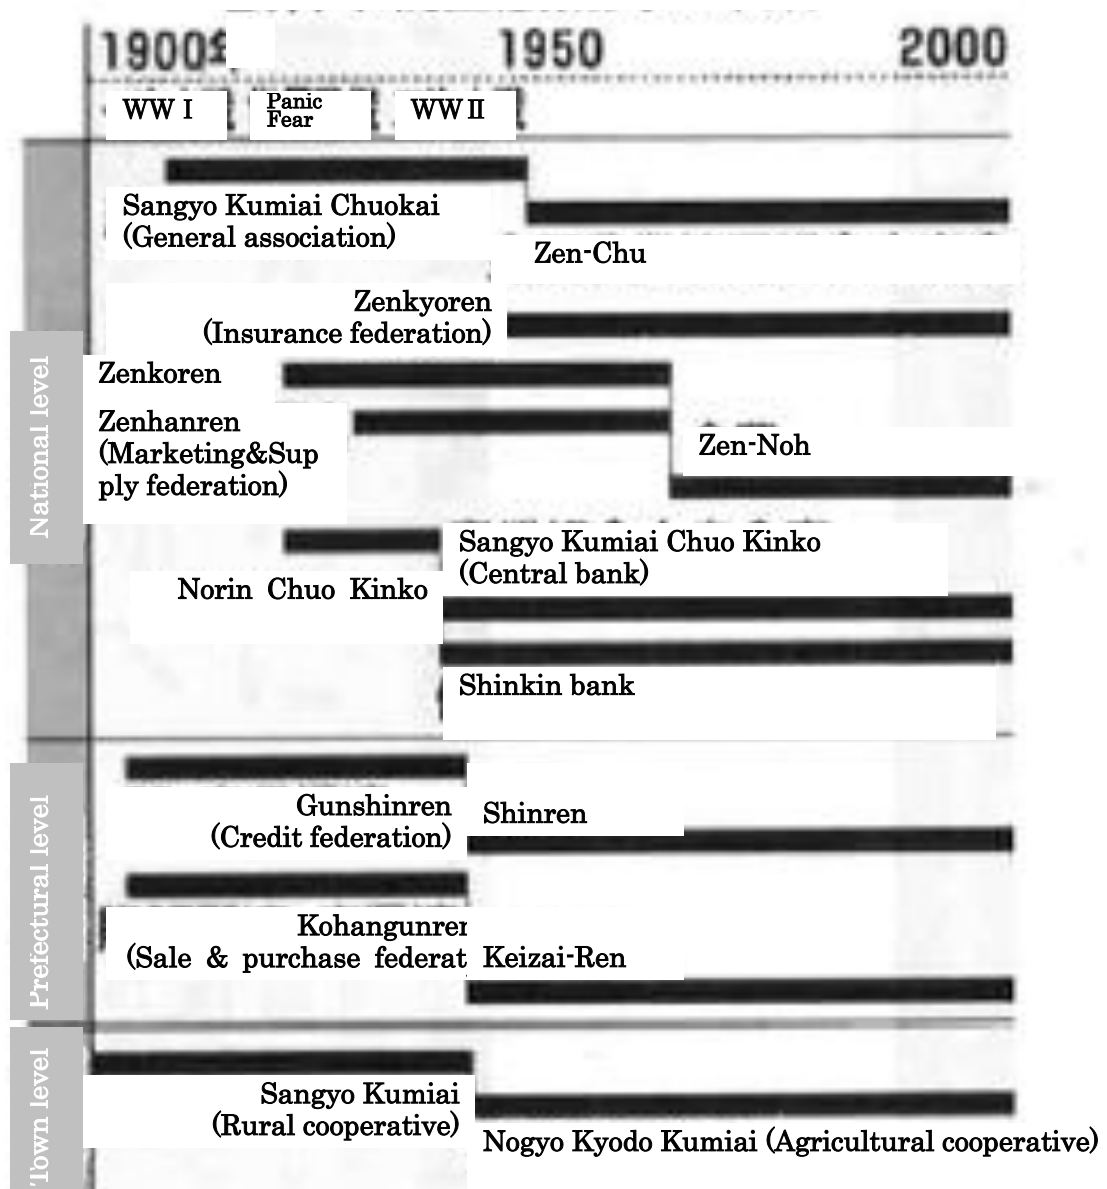 1900
1950
2000
WW I
Panic
Fear
WW II
National level
Sangyo Kumiai Chuokai
(General association)
Zen-Chu
Zenkyoren
(Insurance federation)
Zenkoren
Zenhanren
(Marketing&Sup
ply federation)
Zen-Noh
Sangyo Kumiai Chuo Kinko
(Central bank)
Norin Chuo Kinko
Shinkin bank
Prefectural level
Gunshinren
(Credit federation)
Shinren
Kohangunren
(Sale & purchase federat
Keizai-Ren
Town level
Sangyo Kumiai
(Rural cooperative)
Nogyo Kyodo Kumiai (Agricultural cooperative)